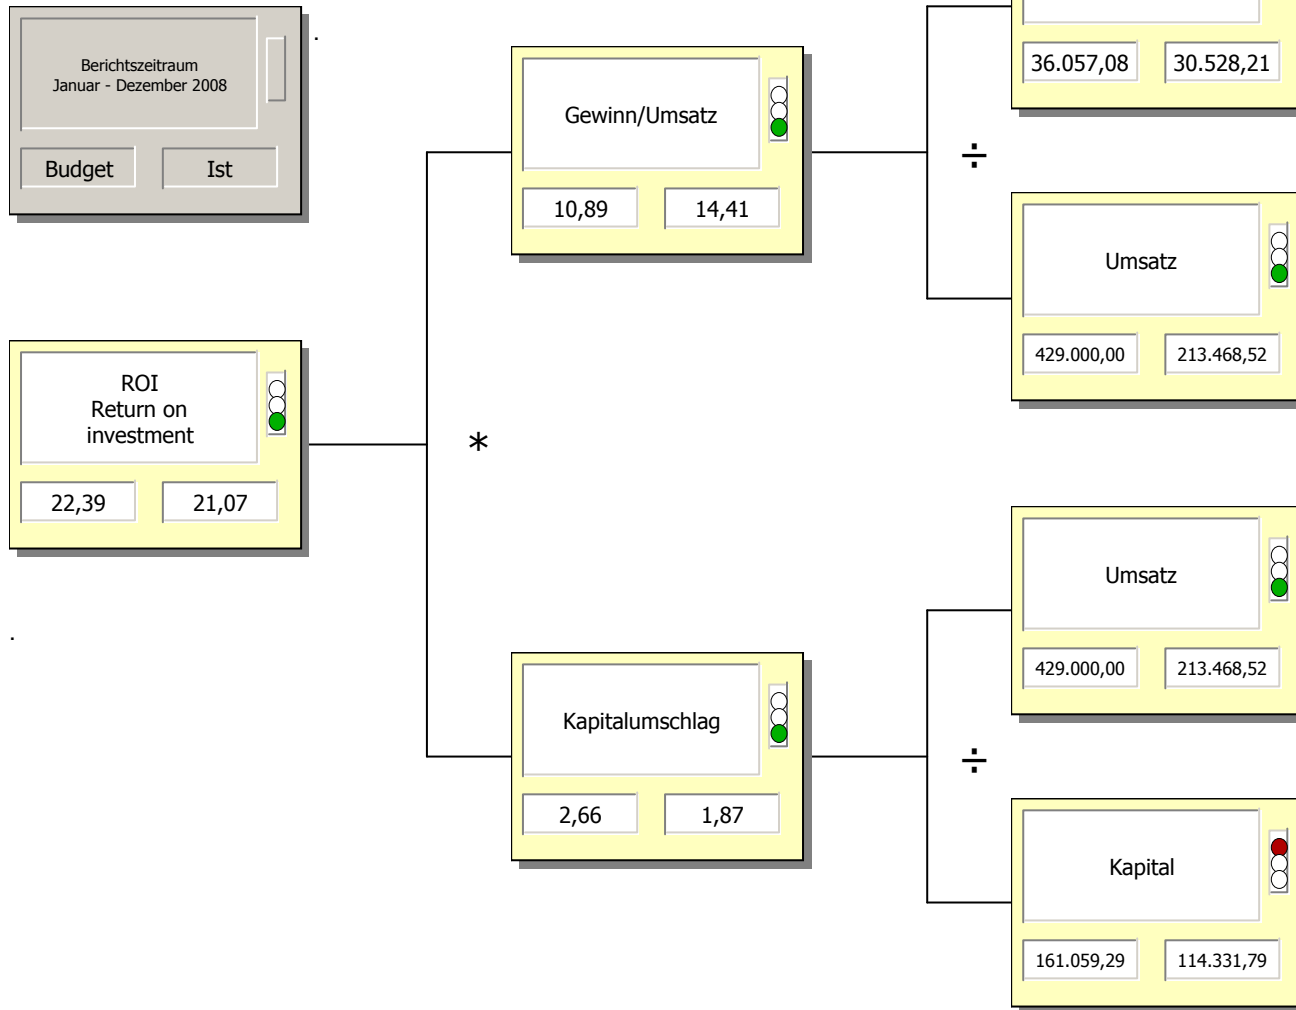 Berichtszeitraum
Januar - Dezember 2008
Budget Ist
.
36.057,08 30.528,21
Gewinn/Umsatz
10,89 14,41
÷
Umsatz
429.000,00 213.468,52
ROI
Return on
investment
22,39 21,07
*
.
Umsatz
429.000,00 213.468,52
Kapitalumschlag
2,66 1,87
÷
Kapital
161.059,29 114.331,79